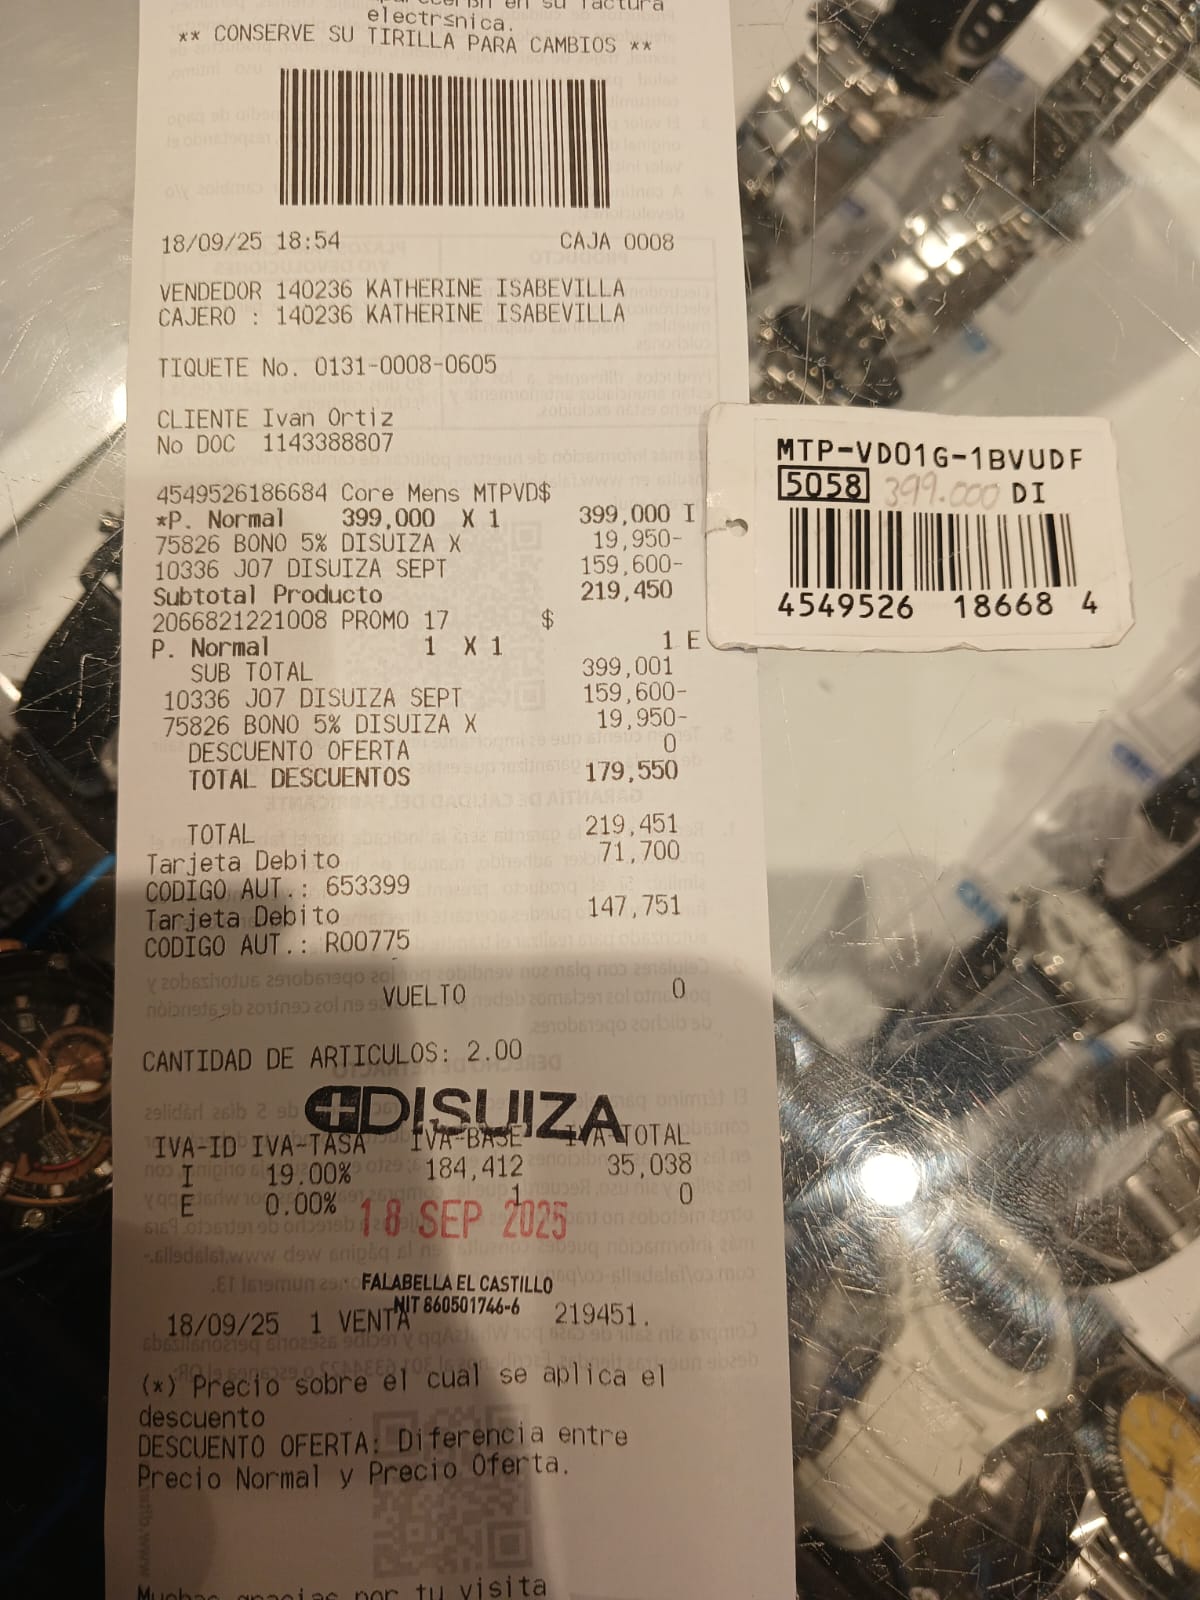 en su factura
electrsnica.
** CONSERVE SU TIRILLA PARA CAMBIOS **
18/09/25 18:54 CAJA 0008
VENDEDOR 140236 KATHERINE ISABEVILLA
CAJERO : 140236 KATHERINE ISABEVILLA
TIQUETE No. 0131-0008-0605
CLIENTE Ivan Ortiz
No DOC 1143388807
4549526186684 Core Mens MTPVD$
*P. Normal 399,000 X 1 399,000 I
75826 BONO 5% DISUIZA X 19,950-
10336 J07 DISUIZA SEPT 159,600-
Subtotal Producto 219,450
2066821221008 PROMO 17 $
P. Normal 1 X 1 1 E
SUB TOTAL 399,001
10336 J07 DISUIZA SEPT 159,600-
75826 BONO 5% DISUIZA X 19,950-
DESCUENTO OFERTA 0
TOTAL DESCUENTOS 179,550
TOTAL 219,451
Tarjeta Debito 71,700
CODIGO AUT.: 653399
Tarjeta Debito 147,751
CODIGO AUT.: R00775
VUELTO 0
CANTIDAD DE ARTICULOS: 2.00
DISUIZA
IVA-ID IVA-TASA IVA-BASE IVA-TOTAL
I 19.00% 184,412 35,038
E 0.00% 1 0
18 SEP 2025
FALABELLA EL CASTILLO
NIT 860501746-6
18/09/25 1 VENTA 219451.
(*) Precio sobre el cual se aplica el
descuento
DESCUENTO OFERTA: Diferencia entre
Precio Normal y Precio Oferta.
Muchas gracias por tu visita
MTP-VD01G-1BVUDF
5058 399.000 DI
4549526 18668 4